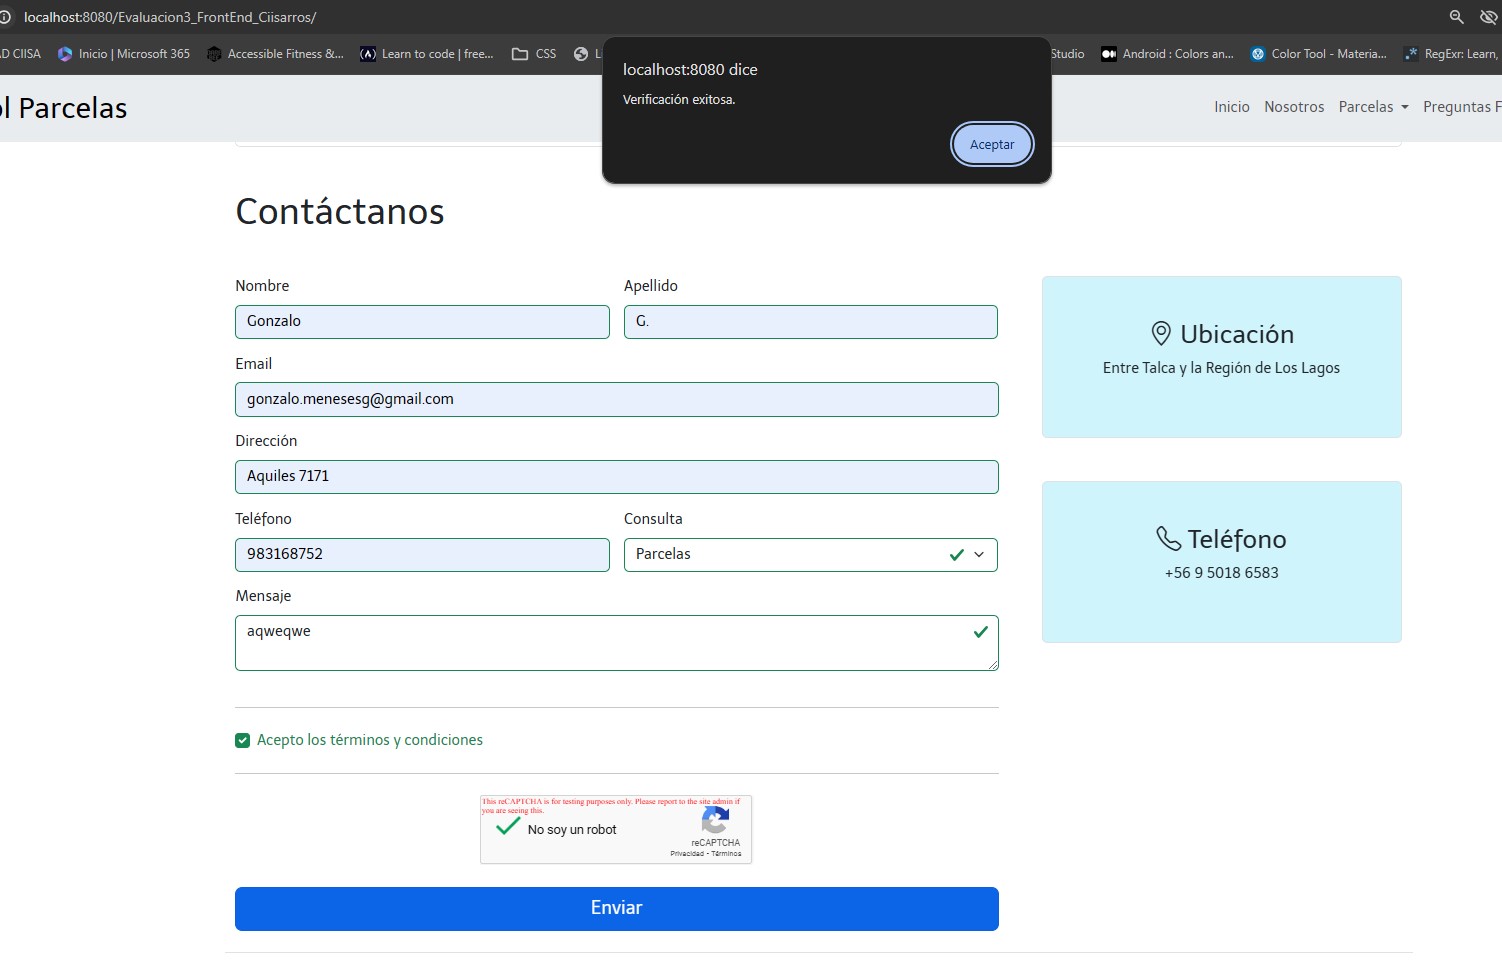 localhost:8080/Evaluacion3_FrontEnd_Ciisarros/
D CIISA Inicio | Microsoft 365 Accessible Fitness &... Learn to code | free... CSS L Studio Android : Colors an... Color Tool - Materia... RegExr: Learn,
localhost:8080 dice
Verificación exitosa.
Aceptar
ol Parcelas Inicio Nosotros Parcelas Preguntas F
Contáctanos
Nombre Apellido
Gonzalo G.
Email
gonzalo.menesesg@gmail.com
Dirección
Aquiles 7171
Teléfono Consulta
983168752 Parcelas
Mensaje
aqweqwe
Ubicación
Entre Talca y la Región de Los Lagos
Teléfono
+56 9 5018 6583
Acepto los términos y condiciones
This reCAPTCHA is for testing purposes only. Please report to the site admin if
you are seeing this.
No soy un robot
reCAPTCHA
Privacidad - Términos
Enviar